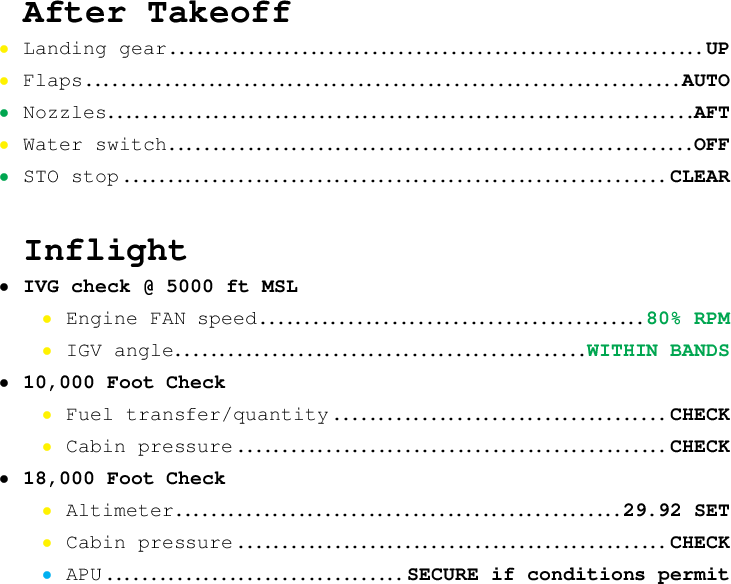 After Takeoff
● Landing gear............................................................UP
● Flaps...................................................................AUTO
● Nozzles.................................................................AFT
● Water switch...........................................................OFF
● STO stop.............................................................CLEAR
Inflight
● IVG check @ 5000 ft MSL
● Engine FAN speed...........................................80% RPM
● IGV angle..............................................WITHIN BANDS
● 10,000 Foot Check
● Fuel transfer/quantity.....................................CHECK
● Cabin pressure................................................CHECK
● 18,000 Foot Check
● Altimeter..................................................29.92 SET
● Cabin pressure................................................CHECK
● APU.................................SECURE if conditions permit